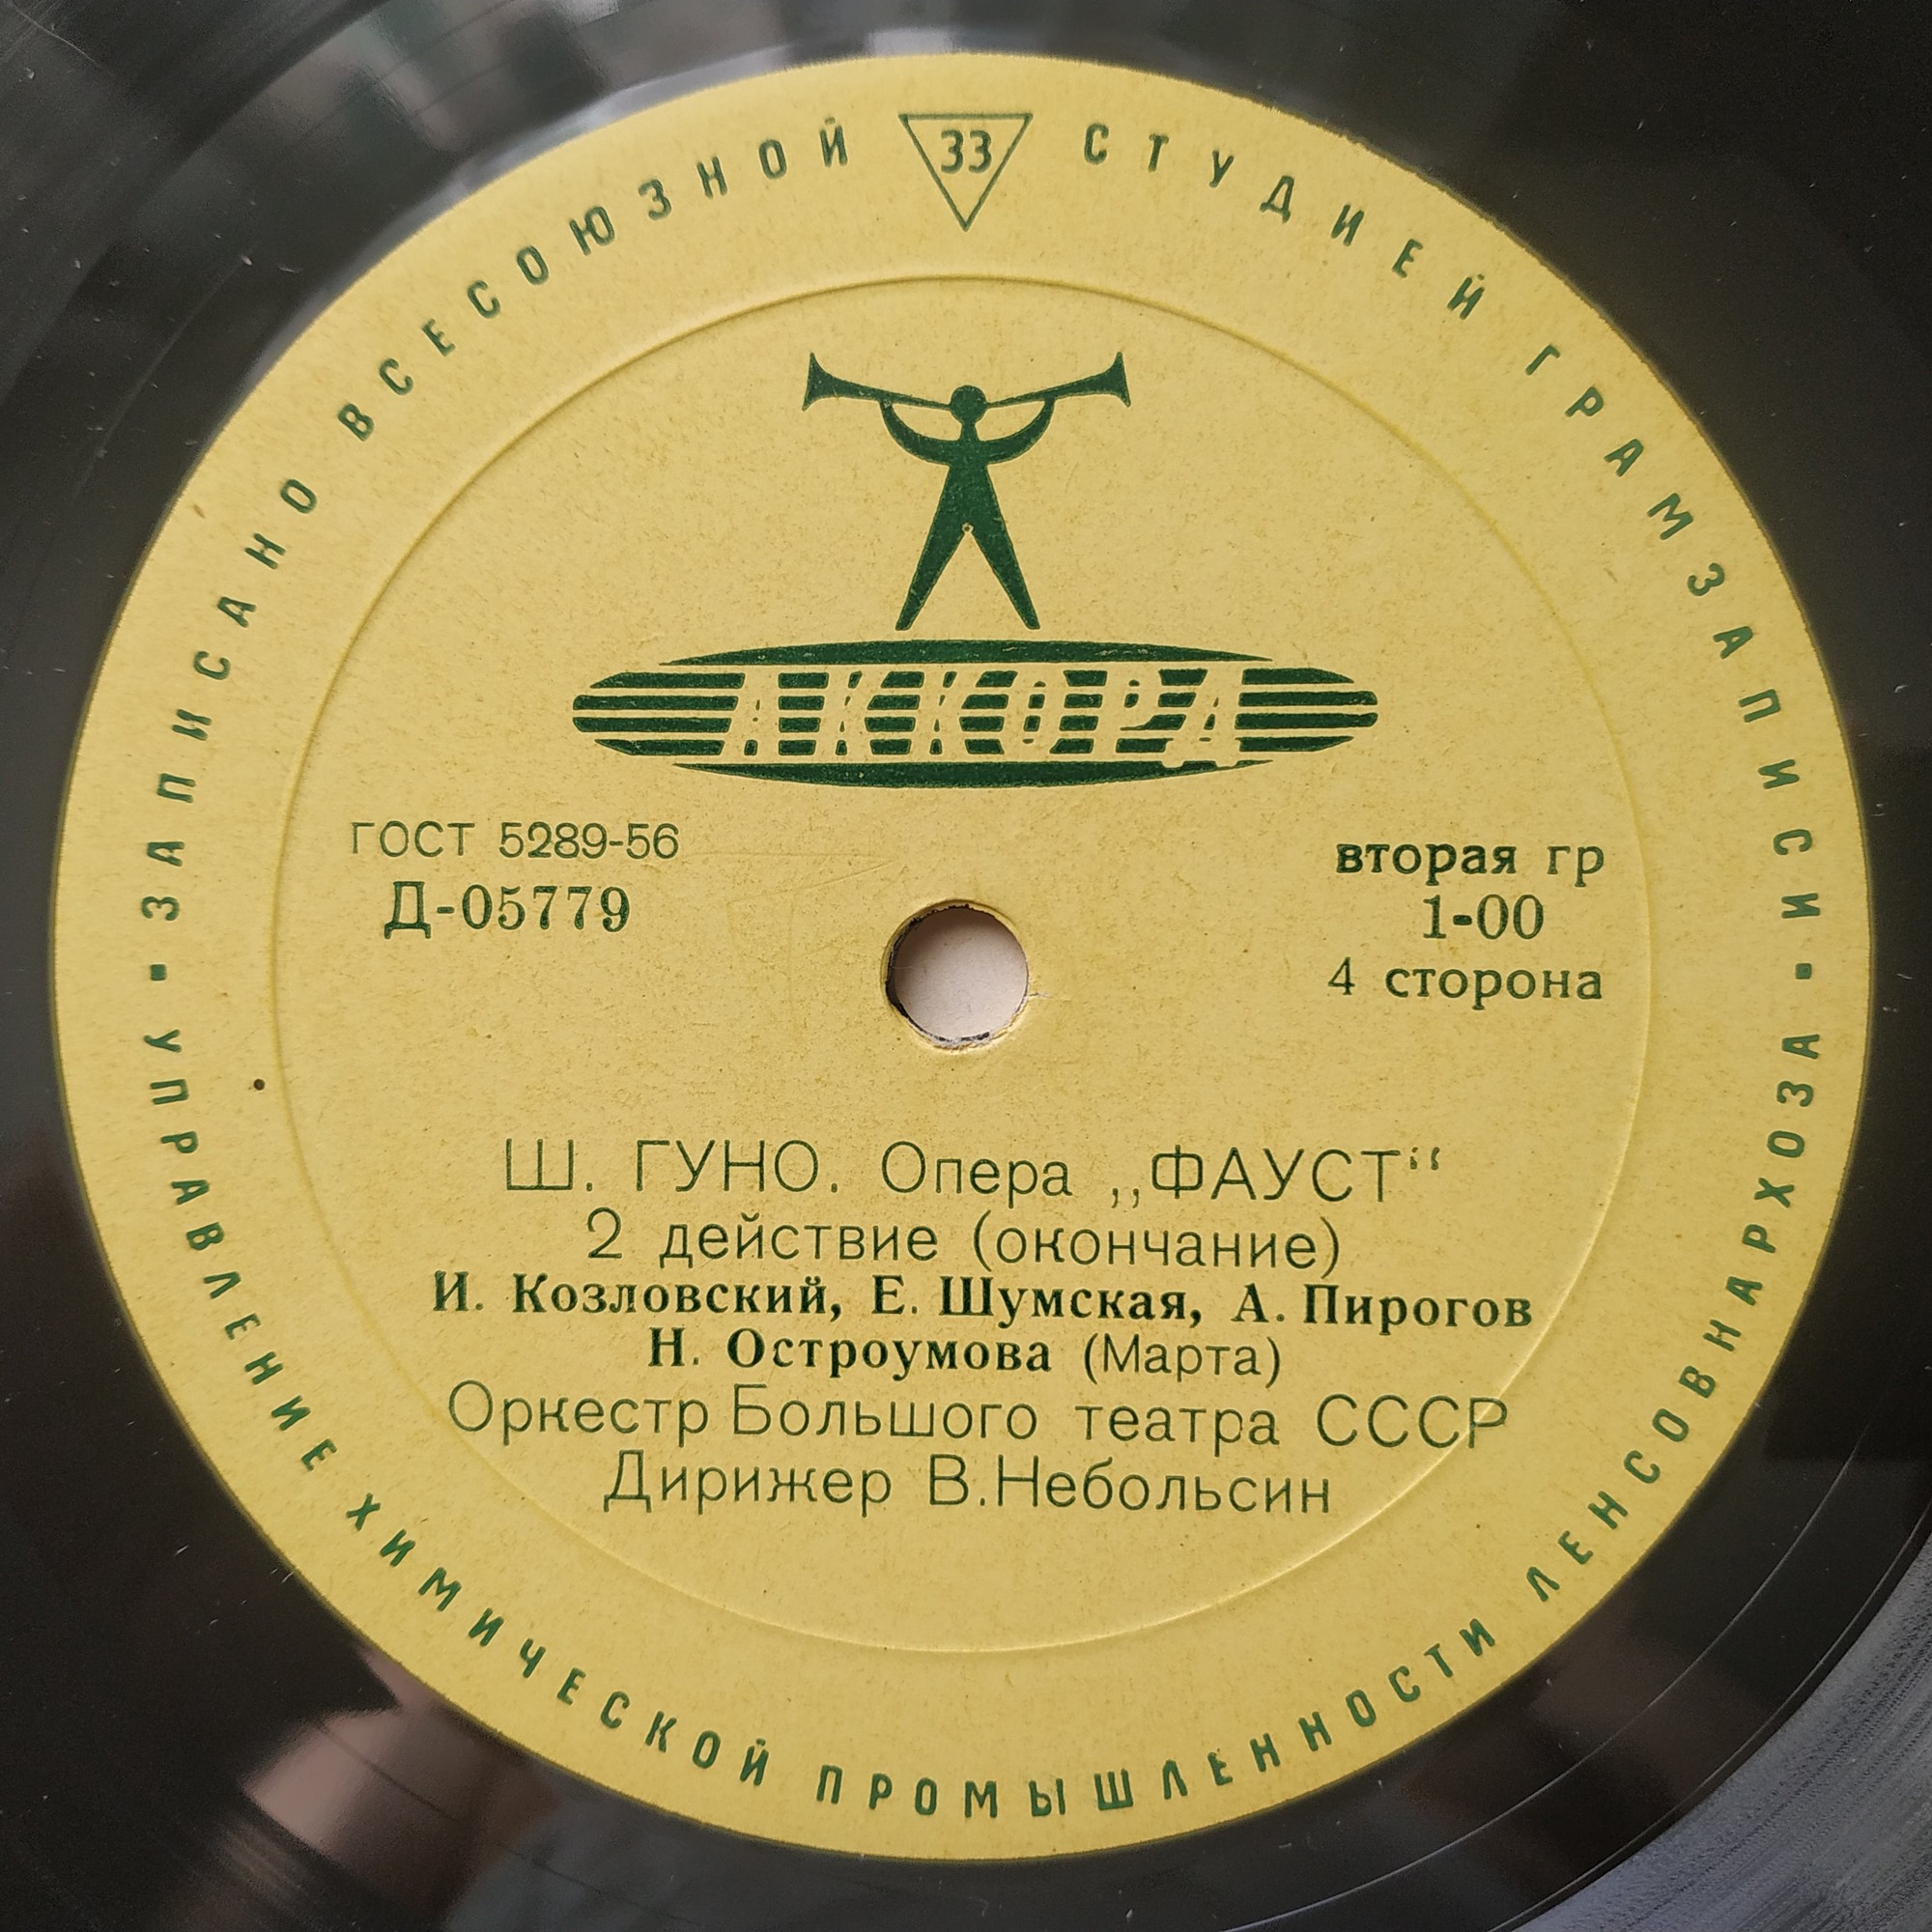 ЗАПИСАНО ВСЕСОЮЗНОЙ СТУДИЕЙ ГРАМЗАПИСИ
33
АККОРД
ГОСТ 5289-56
Д-05779
вторая гр
1-00
4 сторона
Ш. ГУНО. Опера „ФАУСТ“
2 действие (окончание)
И. Козловский, Е. Шумская, А. Пирогов
Н. Остроумова (Марта)
Оркестр Большого театра СССР
Дирижер В. Небольсин
УПРАВЛЕНИЕ ХИМИЧЕСКОЙ ПРОМЫШЛЕННОСТИ ЛЕНСОВНАРХОЗА